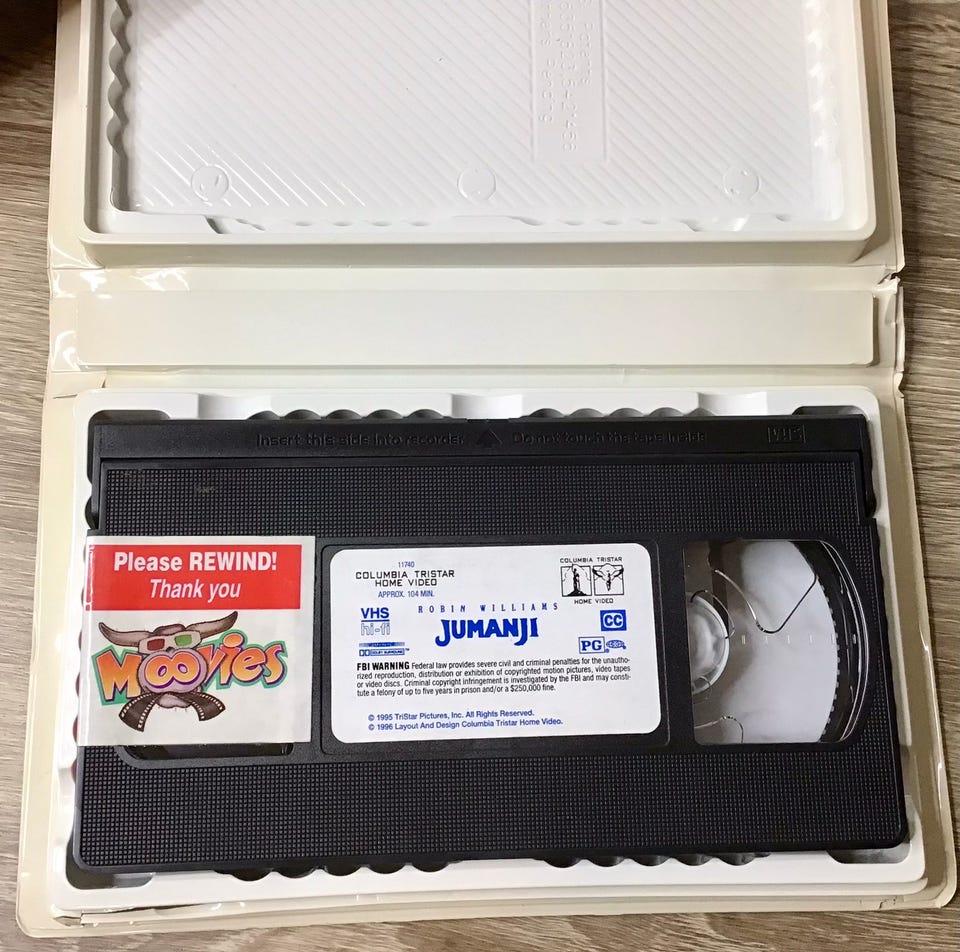 Insert this side into recorder
Do not touch the tape inside
VHS
Please REWIND!
Thank you
Moovies
11740
COLUMBIA TRISTAR
HOME VIDEO
APPROX. 104 MIN.
VHS
hi-fi
DOLBY SURROUND
ROBIN WILLIAMS
JUMANJI
COLUMBIA TRISTAR
HOME VIDEO
CC
PG
FBI WARNING Federal law provides severe civil and criminal penalties for the unautho-
rized reproduction, distribution or exhibition of copyrighted motion pictures, video tapes
or video discs. Criminal copyright infringement is investigated by the FBI and may consti-
tute a felony of up to five years in prison and/or a $250,000 fine.
© 1995 TriStar Pictures, Inc. All Rights Reserved.
© 1996 Layout And Design Columbia Tristar Home Video.